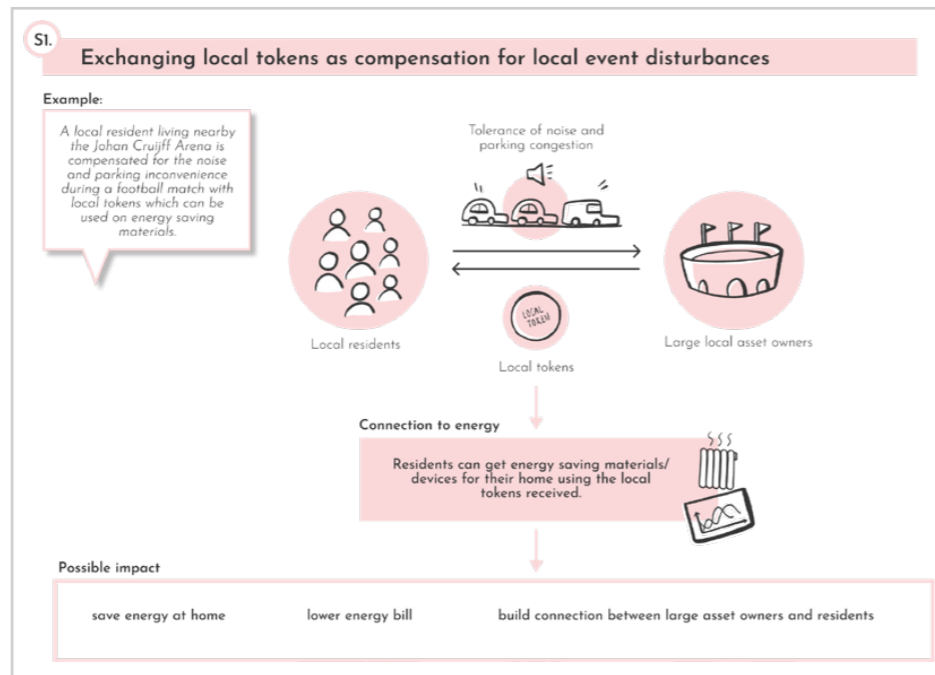 S1.
Exchanging local tokens as compensation for local event disturbances
Example:
A local resident living nearby
the Johan Cruijff Arena is
compensated for the noise
and parking inconvenience
during a football match with
local tokens which can be
used on energy saving
materials.
Tolerance of noise and
parking congestion
LOCAL
TOKEN
Local residents
Large local asset owners
Local tokens
Connection to energy
Residents can get energy saving materials/
devices for their home using the local
tokens received.
Possible impact
save energy at home
lower energy bill
build connection between large asset owners and residents